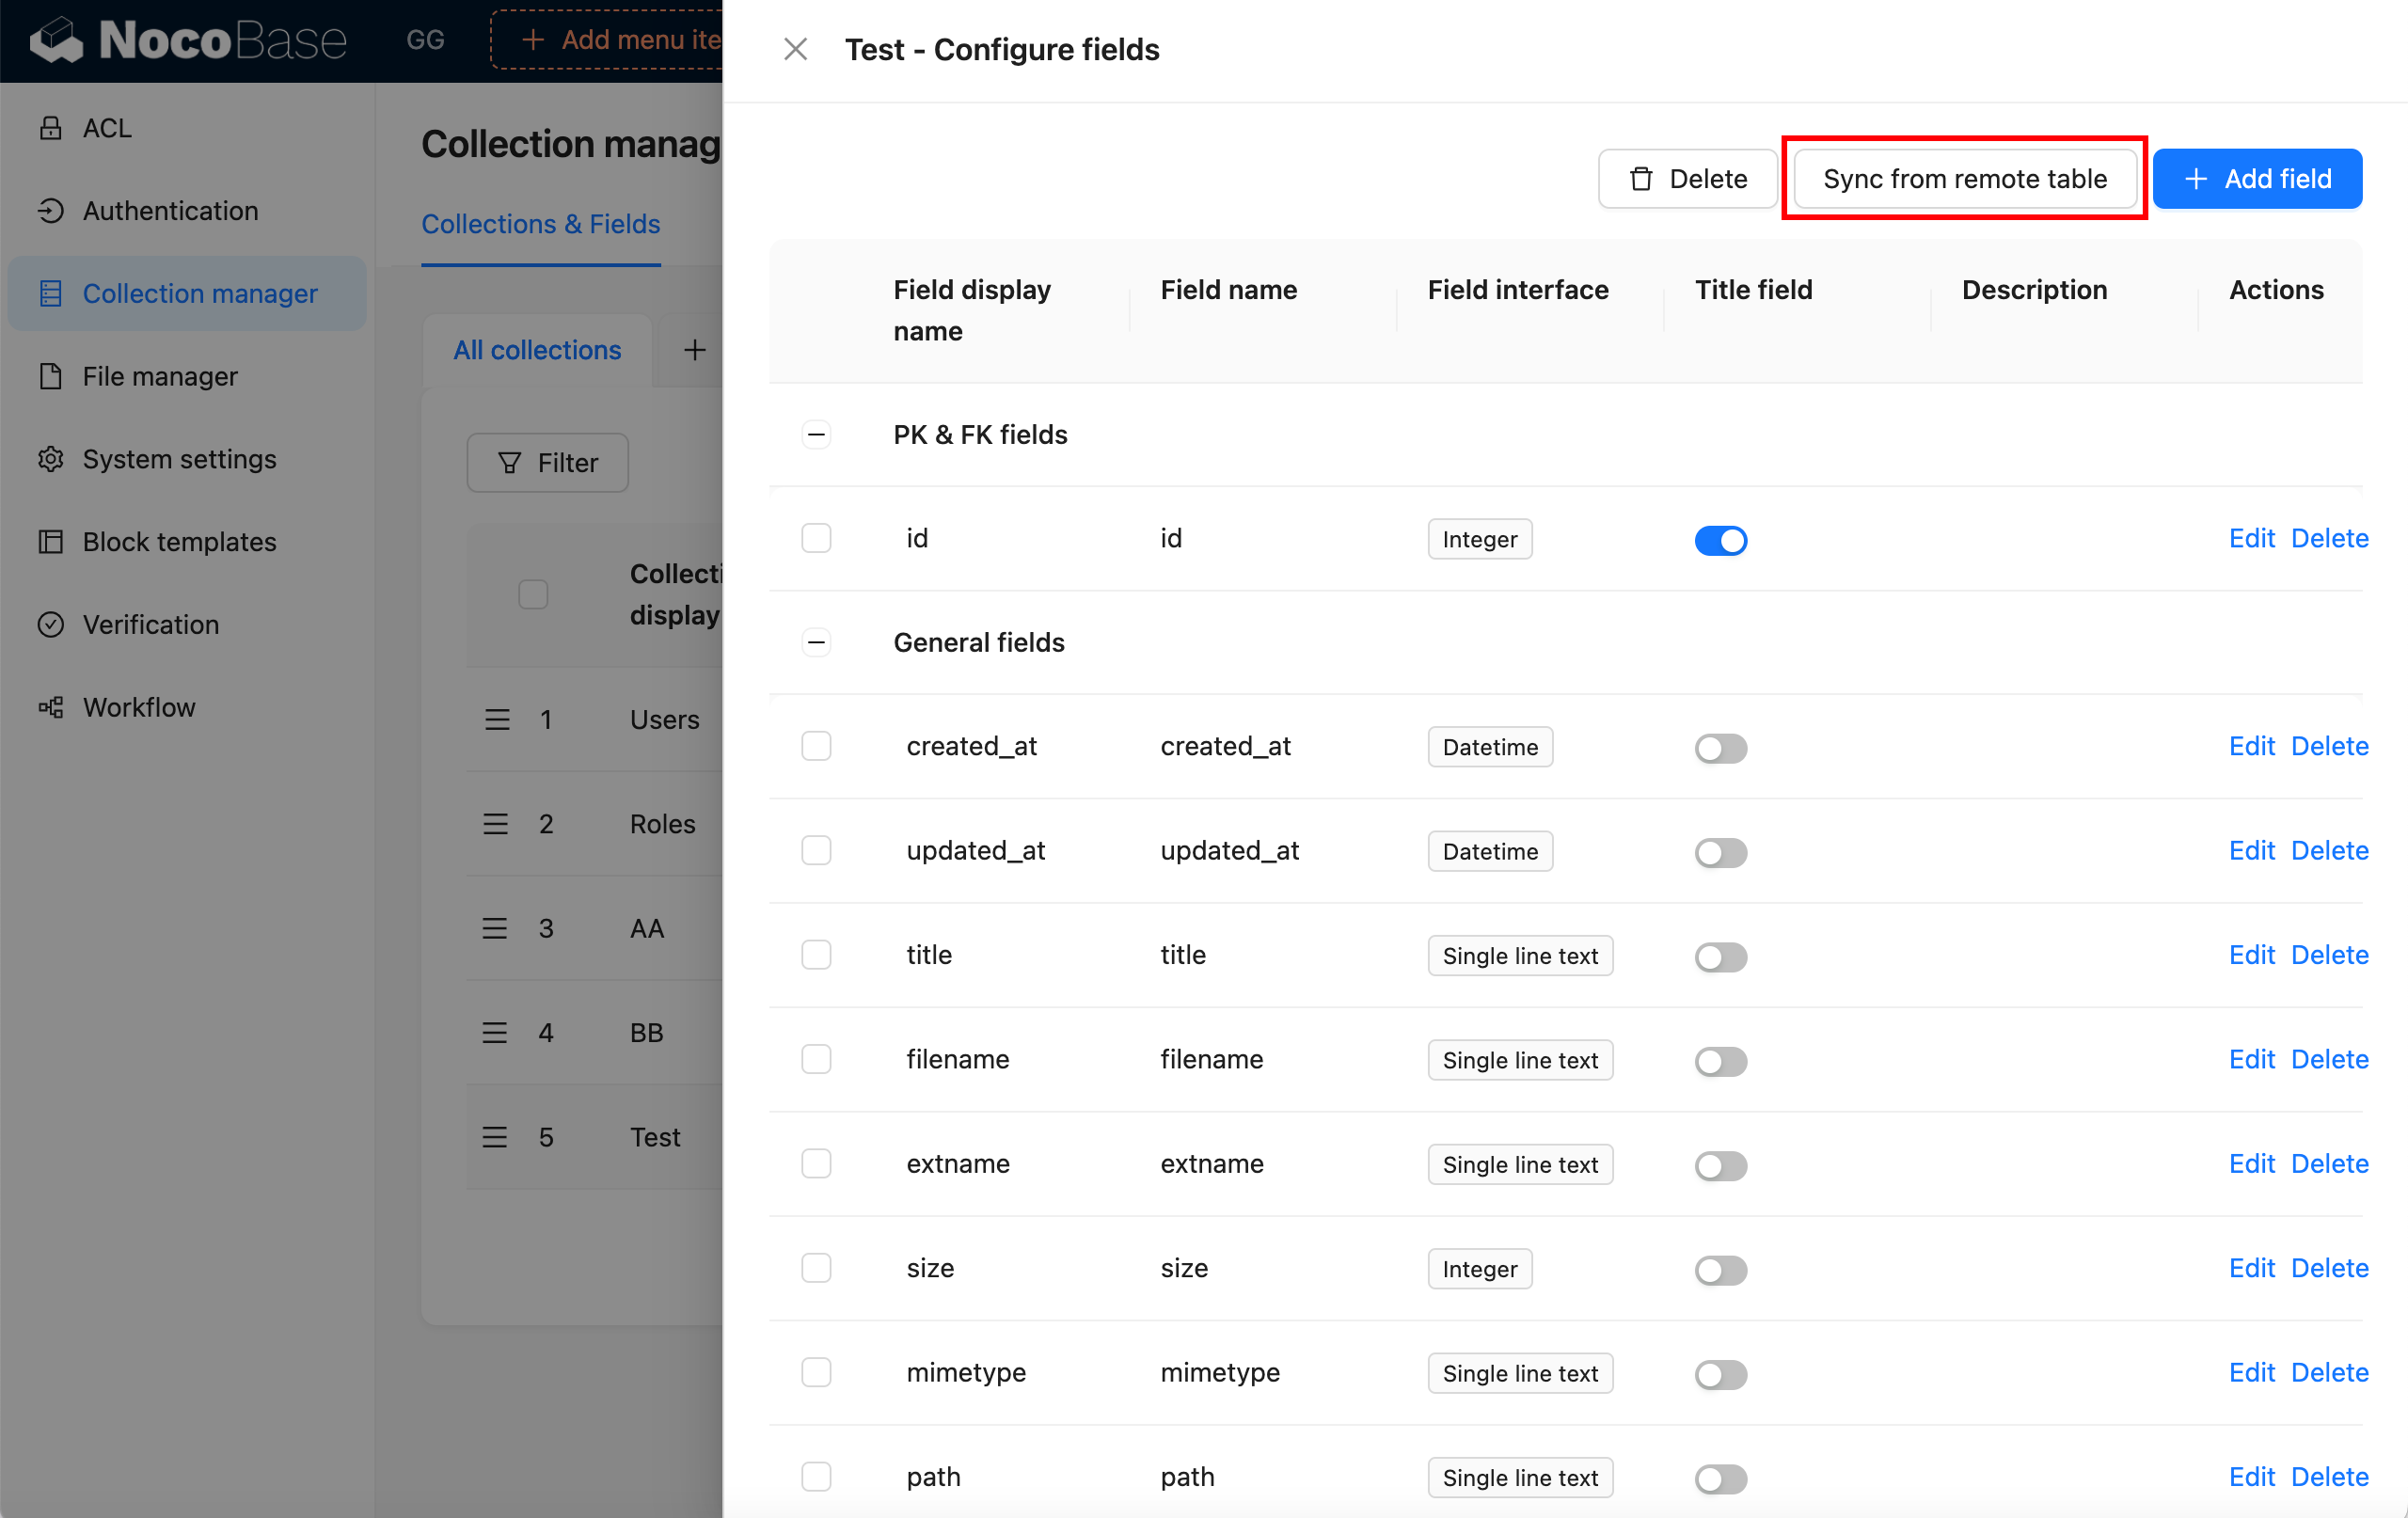 NocoBase
GG
+ Add menu ite
ACL
Authentication
Collection manager
File manager
System settings
Block templates
Verification
Workflow
Collection manag
Collections & Fields
All collections
+
Filter
Collecti
display
1 Users
2 Roles
3 AA
4 BB
5 Test
Test - Configure fields
Delete Sync from remote table + Add field
Field display name Field name Field interface Title field Description Actions
PK & FK fields
id id Integer Edit Delete
General fields
created_at created_at Datetime Edit Delete
updated_at updated_at Datetime Edit Delete
title title Single line text Edit Delete
filename filename Single line text Edit Delete
extname extname Single line text Edit Delete
size size Integer Edit Delete
mimetype mimetype Single line text Edit Delete
path path Single line text Edit Delete